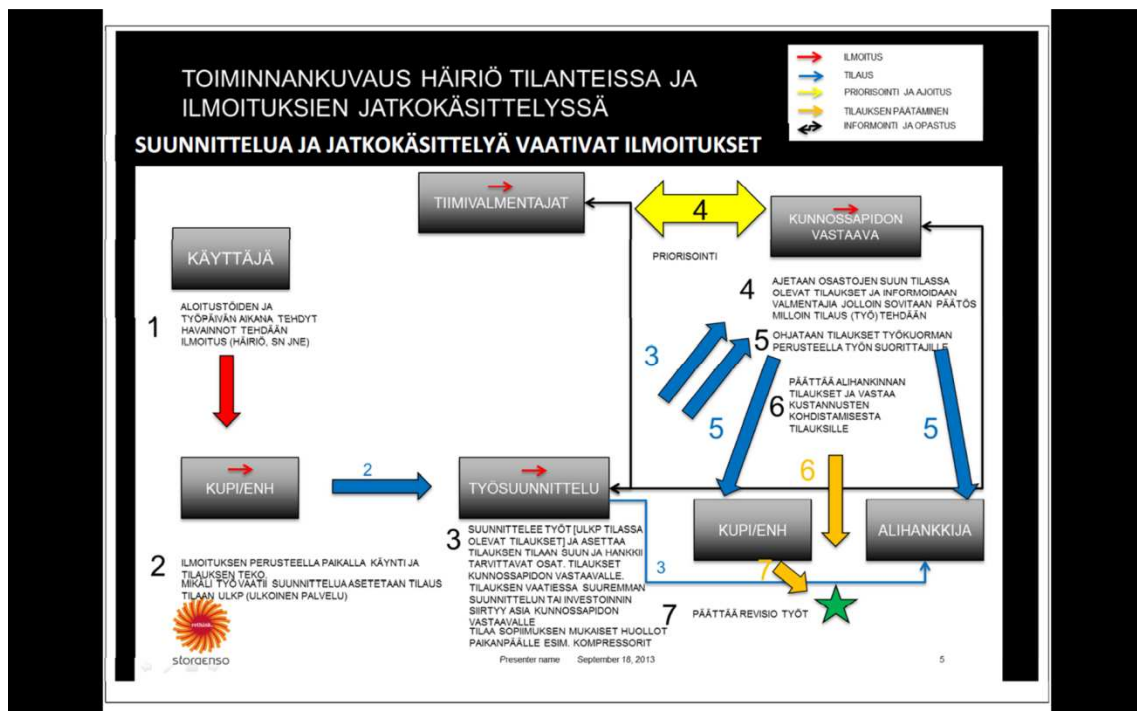 TOIMINNANKUVAUS HÄIRIÖ TILANTEISSA JA
ILMOITUKSIEN JATKOKÄSITTELYSSÄ
SUUNNITTELUA JA JATKOKÄSITTELYÄ VAATIVAT ILMOITUKSET
ILMOITUS
TILAUS
PRIORISOINTI JA AJOITUS
TILAUKSEN PÄÄTÄMINEN
INFORMOINTI JA OPASTUS
TIIMIVALMENTAJAT
4
PRIORISOINTI
KUNNOSSAPIDON
VASTAAVA
KÄYTTÄJÄ
1
ALOITUSTÖIDEN JA
TYÖPÄIVÄN AIKANA TEHDYT
HAVAINNOT TEHDÄÄN
ILMOITUS (HÄIRIÖ, SN JNE)
4
AJETAAN OSASTOJEN SUUN TILASSA
OLEVAT TILAUKSET JA INFORMOIDAAN
VALMENTAJIA JOLLOIN SOVITAAN PÄÄTÖS
MILLOIN TILAUS (TYÖ) TEHDÄÄN
3
5
OHJATAAN TILAUKSET TYÖKUORMAN
PERUSTEELLA TYÖN SUORITTAJILLE
6
PÄÄTTÄÄ ALIHANKINNAN
TILAUKSET JA VASTAA
KUSTANNUSTEN
KOHDISTAMISESTA
TILAUKSILLE
5
5
6
KUPI/ENH
2
TYÖSUUNNITTELU
KUPI/ENH
ALIHANKKIJA
2
ILMOITUKSEN PERUSTEELLA PAIKALLA KÄYNTI JA
TILAUKSEN TEKO.
MIKÄLI TYÖ VAATII SUUNNITTELUA ASETETAAN TILAUS
TILAAN ULKP (ULKOINEN PALVELU)
3
SUUNNITTELEE TYÖT [ULKP TILASSA
OLEVAT TILAUKSET] JA ASETTAA
TILAUKSEN TILAAN SUUN JA HANKKII
TARVITTAVAT OSAT. TILAUKSET
KUNNOSSAPIDON VASTAAVALLE.
TILAUKSEN VAATIESSA SUUREMMAN
SUUNNITTELUN TAI INVESTOINNIN
SIIRTYY ASIA KUNNOSSAPIDON
VASTAAVALLE
TILAA SOPIIMUKSEN MUKAISET HUOLLOT
PAIKANPÄÄLLE ESIM. KOMPRESSORIT
3
7
7
PÄÄTTÄÄ REVISIO TYÖT
rethink
storaenso
Presenter name September 16, 2013
5